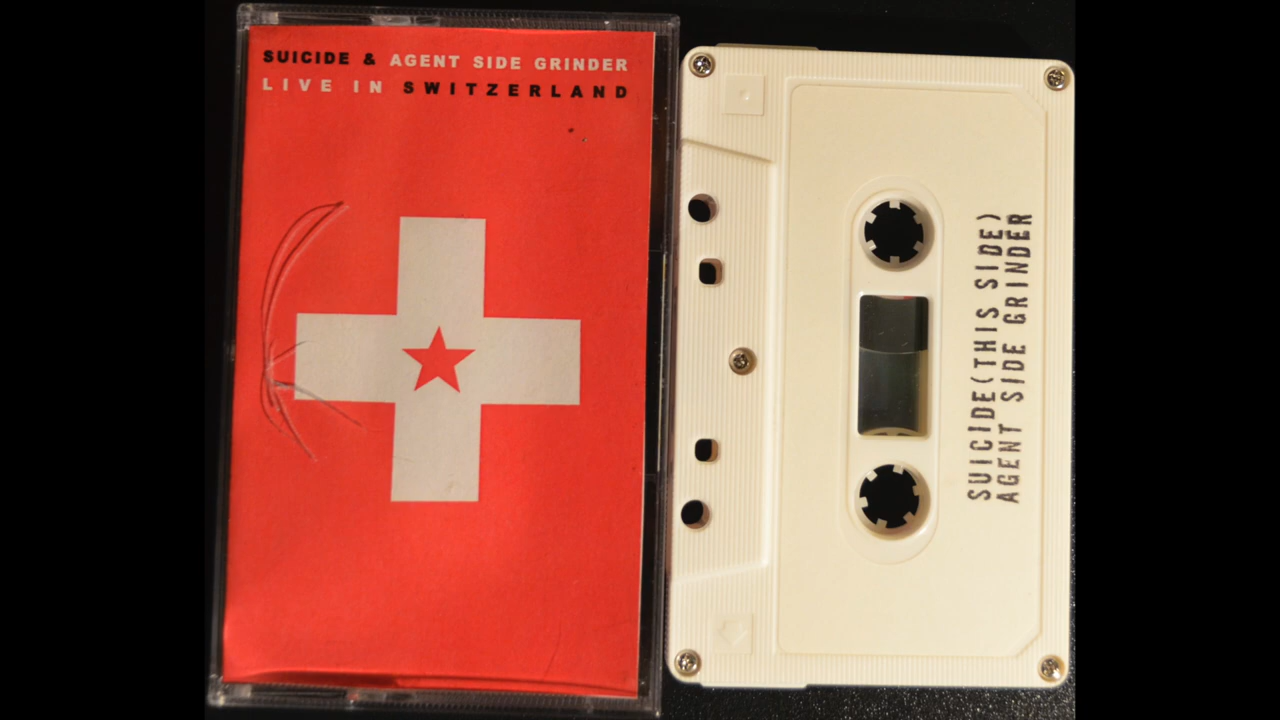 SUICIDE & AGENT SIDE GRINDER
LIVE IN SWITZERLAND
SUICIDE(THIS SIDE)
AGENT SIDE GRINDER